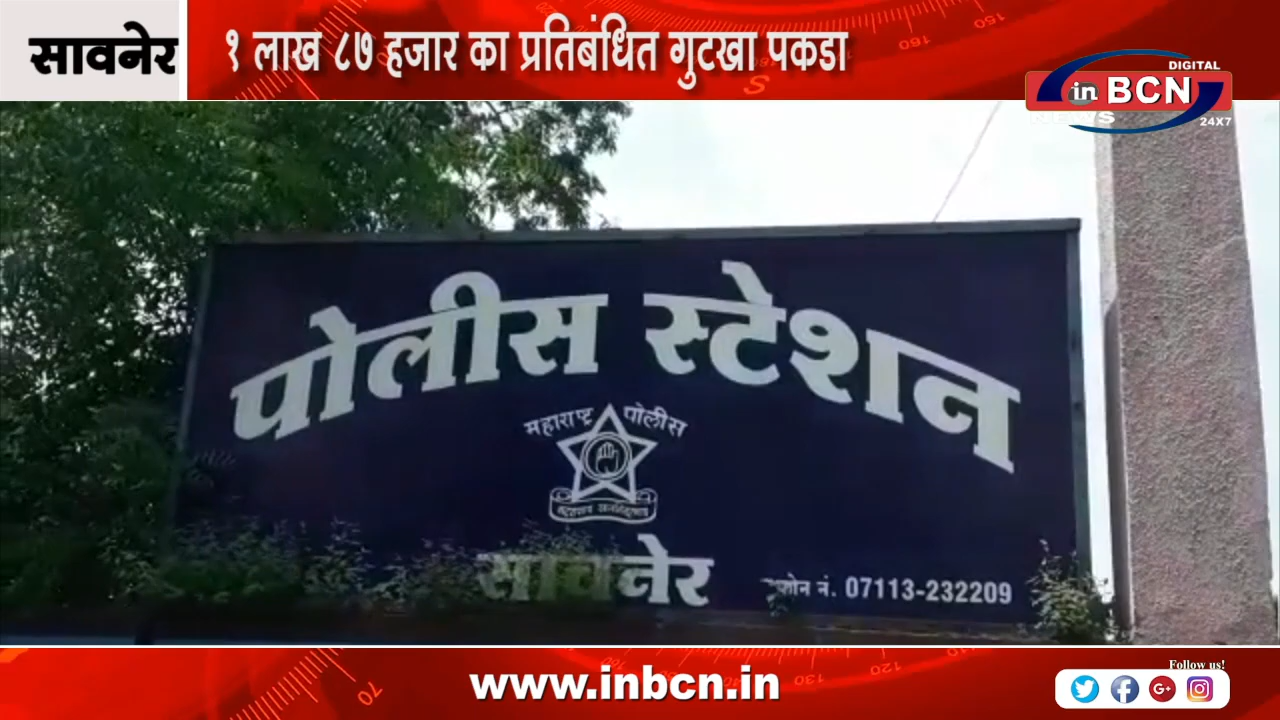 सावनेर
१ लाख ८७ हजार का प्रतिबंधित गुटखा पकडा
DIGITAL
in BCN
NEWS
24X7
पोलीस स्टेशन
महाराष्ट्र पोलीस
सावनेर
फोन नं. 07113-232209
www.inbcn.in
Follow us!